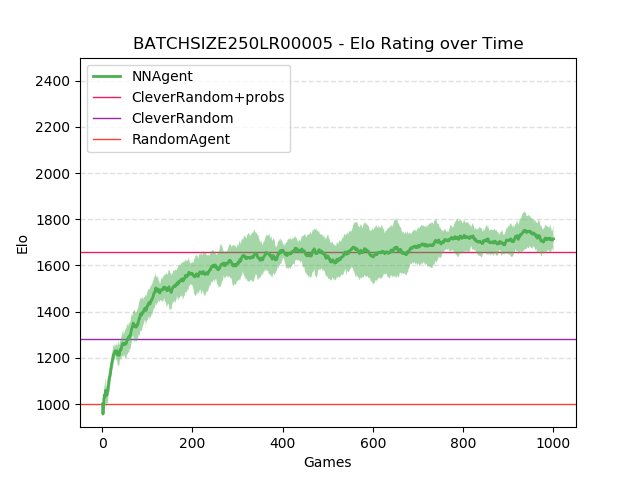 BATCHSIZE250LR00005 - Elo Rating over Time
NNAgent
CleverRandom+probs
CleverRandom
RandomAgent
Elo
2400
2200
2000
1800
1600
1400
1200
1000
0 200 400 600 800 1000
Games